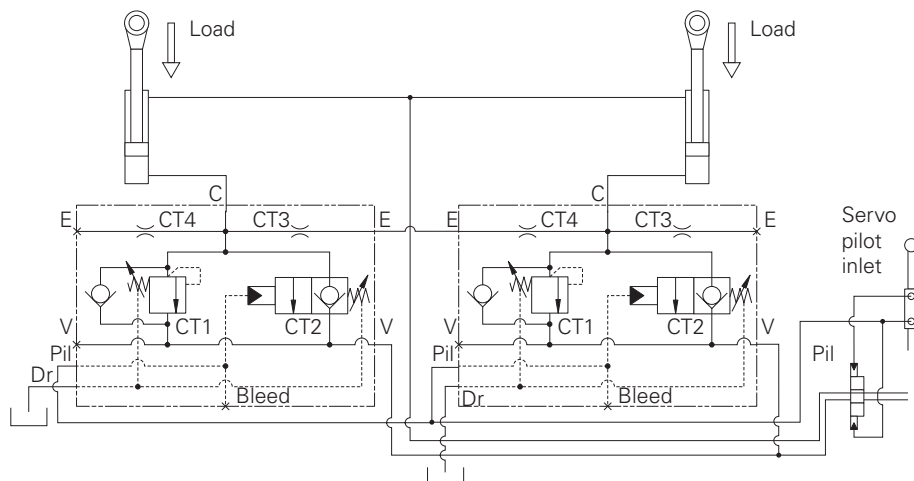 Load
Load
C
C
E
CT4
CT3
E
E
CT4
CT3
E
Servo
pilot
inlet
V
CT1
CT2
V
V
CT1
CT2
V
Pil
Pil
Pil
Dr
Bleed
Dr
Bleed